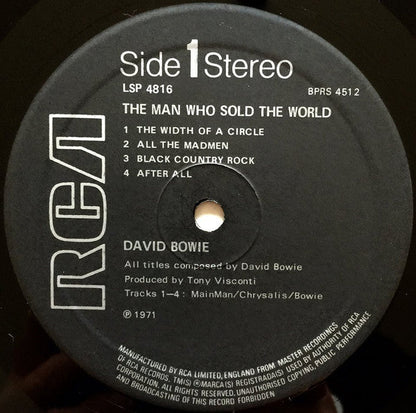 Side 1 Stereo
LSP 4816 BPRS 4512
THE MAN WHO SOLD THE WORLD
1 THE WIDTH OF A CIRCLE
2 ALL THE MADMEN
3 BLACK COUNTRY ROCK
4 AFTER ALL
RCA
DAVID BOWIE
All titles composed by David Bowie
Produced by Tony Visconti
Tracks 1–4: MainMan/Chrysalis/Bowie
℗ 1971
MANUFACTURED BY RCA LIMITED, ENGLAND FROM MASTER RECORDINGS
OF RCA RECORDS. TM(S) ® MARCA(S) REGISTRADA(S) USED BY AUTHORITY OF RCA
CORPORATION. ALL RIGHTS RESERVED. UNAUTHORISED COPYING, PUBLIC PERFORMANCE
AND BROADCASTING OF THIS RECORD FORBIDDEN